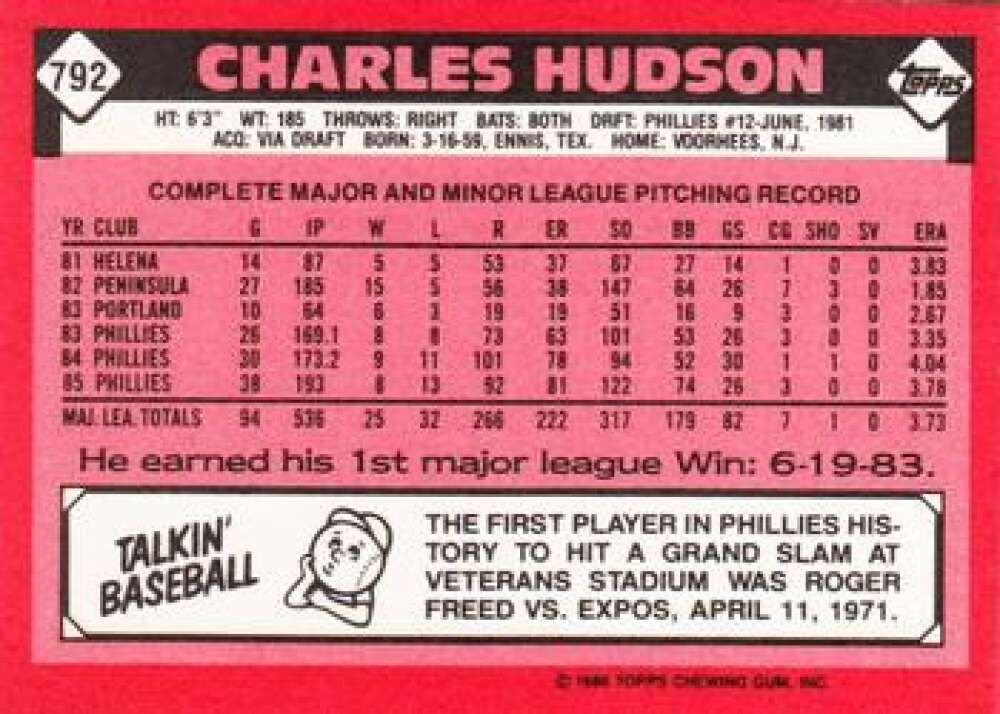 792
CHARLES HUDSON
TOPPS
HT: 6'3" WT: 185 THROWS: RIGHT BATS: BOTH DRFT: PHILLIES #12-JUNE, 1981
ACQ: VIA DRAFT BORN: 3-16-59, ENNIS, TEX. HOME: VOORHEES, N.J.
COMPLETE MAJOR AND MINOR LEAGUE PITCHING RECORD
YR CLUB G IP W L R ER SO BB GS CG SHO SV ERA
81 HELENA 14 87 5 5 53 37 67 27 14 1 0 0 3.83
82 PENINSULA 27 185 15 5 56 38 147 64 26 7 3 0 1.85
83 PORTLAND 10 64 6 3 19 19 51 16 9 3 0 0 2.67
83 PHILLIES 26 169.1 8 8 73 63 101 53 26 3 0 0 3.35
84 PHILLIES 30 173.2 9 11 101 78 94 52 30 1 1 0 4.04
85 PHILLIES 38 193 8 13 92 81 122 74 26 3 0 0 3.78
MAJ. LEA. TOTALS 94 536 25 32 266 222 317 179 82 7 1 0 3.73
He earned his 1st major league Win: 6-19-83.
TALKIN'
BASEBALL
THE FIRST PLAYER IN PHILLIES HIS-
TORY TO HIT A GRAND SLAM AT
VETERANS STADIUM WAS ROGER
FREED VS. EXPOS, APRIL 11, 1971.
© 1986 TOPPS CHEWING GUM, INC.